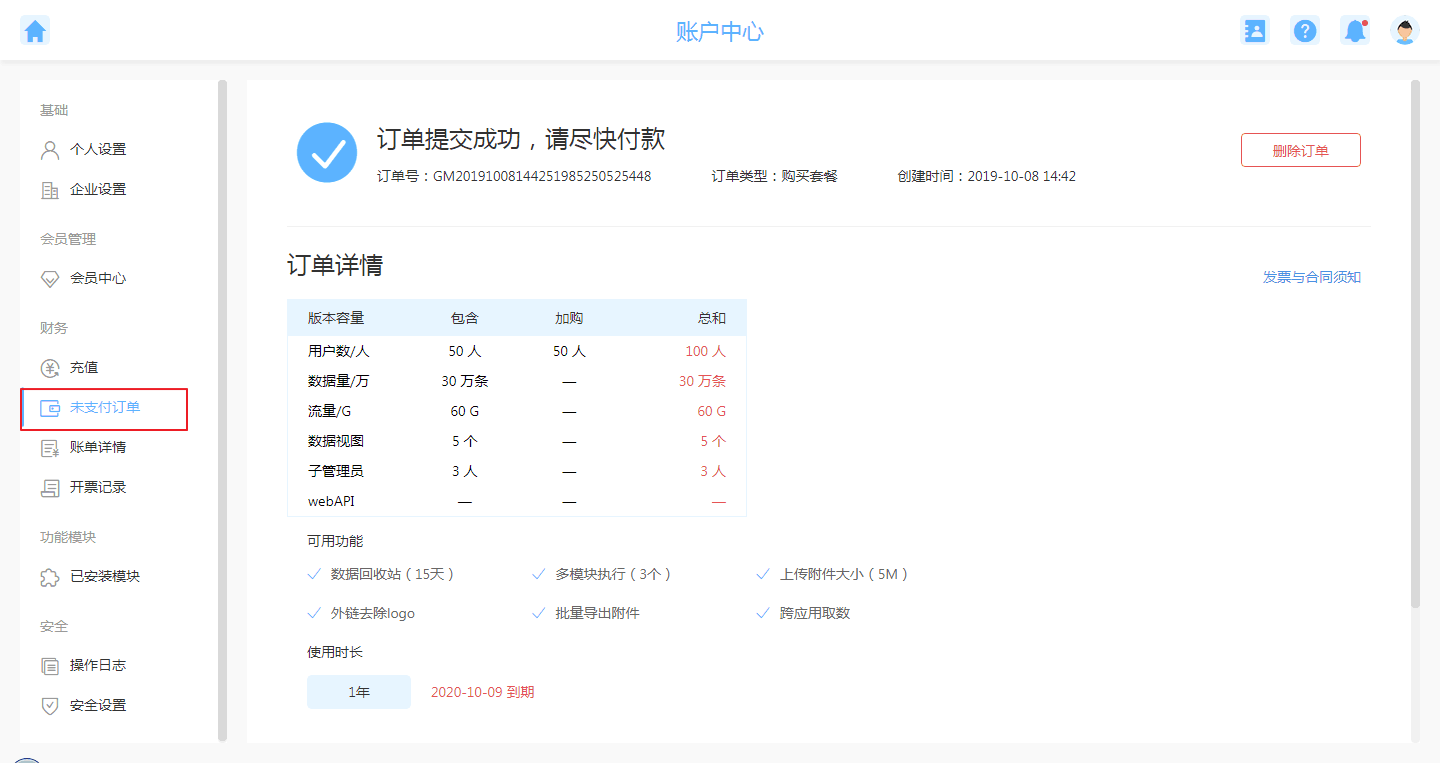 账户中心
基础
个人设置
企业设置
会员管理
会员中心
财务
充值
未支付订单
账单详情
开票记录
功能模块
已安装模块
安全
操作日志
安全设置
订单提交成功，请尽快付款
删除订单
订单号：GM20191008144251985250525448 订单类型：购买套餐 创建时间：2019-10-08 14:42
订单详情
发票与合同须知
版本容量 包含 加购 总和
用户数/人 50 人 50 人 100 人
数据量/万 30 万条 — 30 万条
流量/G 60 G — 60 G
数据视图 5 个 — 5 个
子管理员 3 人 — 3 人
webAPI — — —
可用功能
数据回收站（15天） 多模块执行（3个） 上传附件大小（5M）
外链去除logo 批量导出附件 跨应用取数
使用时长
1年 2020-10-09 到期